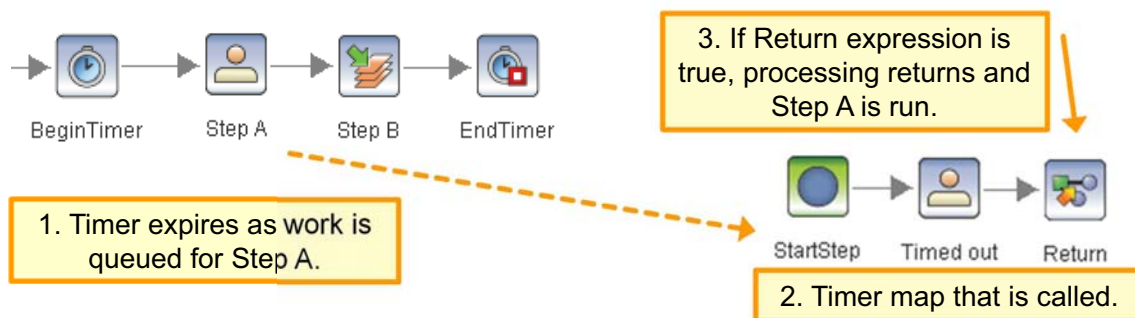 BeginTimer
Step A
Step B
EndTimer
1. Timer expires as work is
queued for Step A.
3. If Return expression is
true, processing returns and
Step A is run.
StartStep
Timed out
Return
2. Timer map that is called.